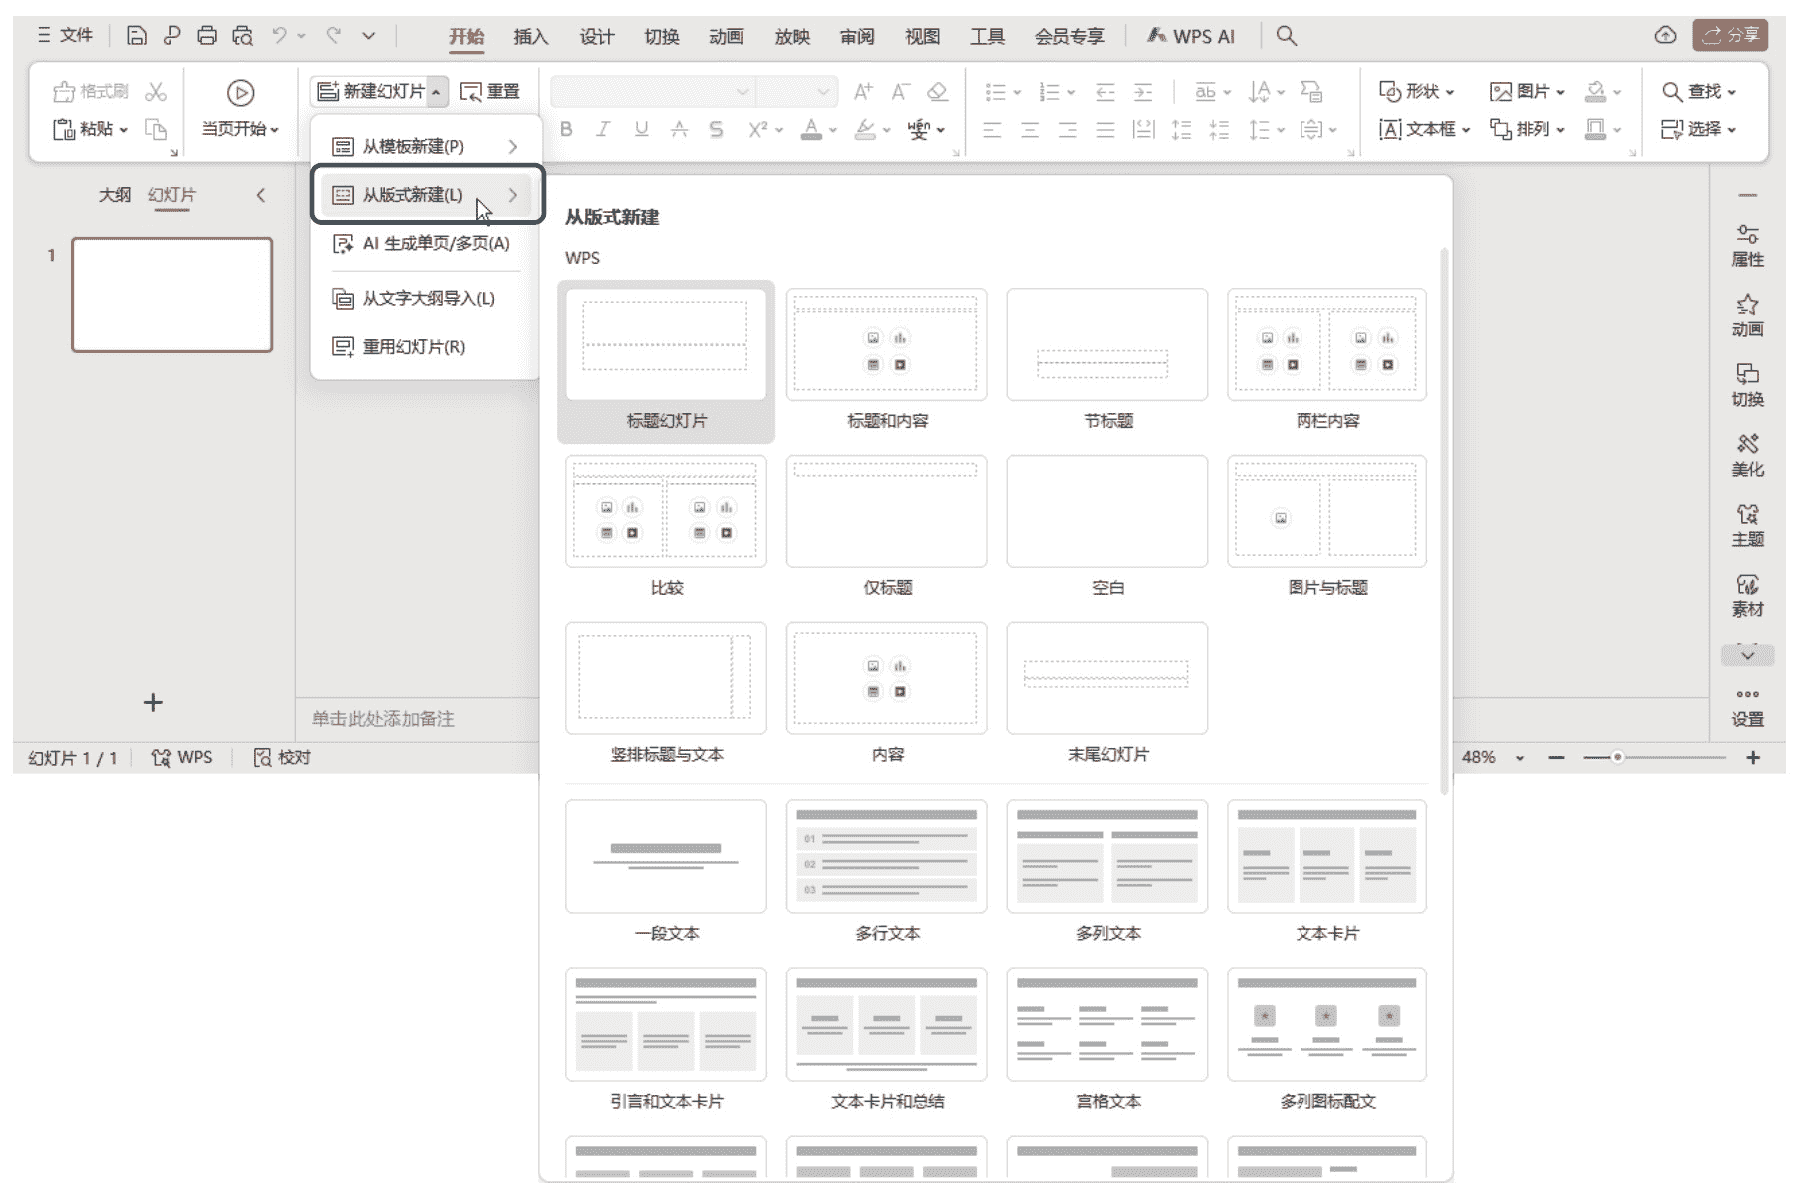 文件
开始
插入
设计
切换
动画
放映
审阅
视图
工具
会员专享
WPS AI
分享
格式刷
粘贴
当页开始
新建幻灯片
重置
B I U A S X² A wén 变
A⁺ A⁻
ab
A
形状
图片
查找
文本框
排列
选择
大纲
幻灯片
1
从模板新建(P)
从版式新建(L)
AI 生成单页/多页(A)
从文字大纲导入(L)
重用幻灯片(R)
从版式新建
WPS
标题幻灯片
标题和内容
节标题
两栏内容
比较
仅标题
空白
图片与标题
竖排标题与文本
内容
末尾幻灯片
01
02
03
一段文本
多行文本
多列文本
文本卡片
引言和文本卡片
文本卡片和总结
宫格文本
多列图标配文
属性
动画
切换
美化
主题
素材
设置
单击此处添加备注
幻灯片 1 / 1
WPS
校对
48%